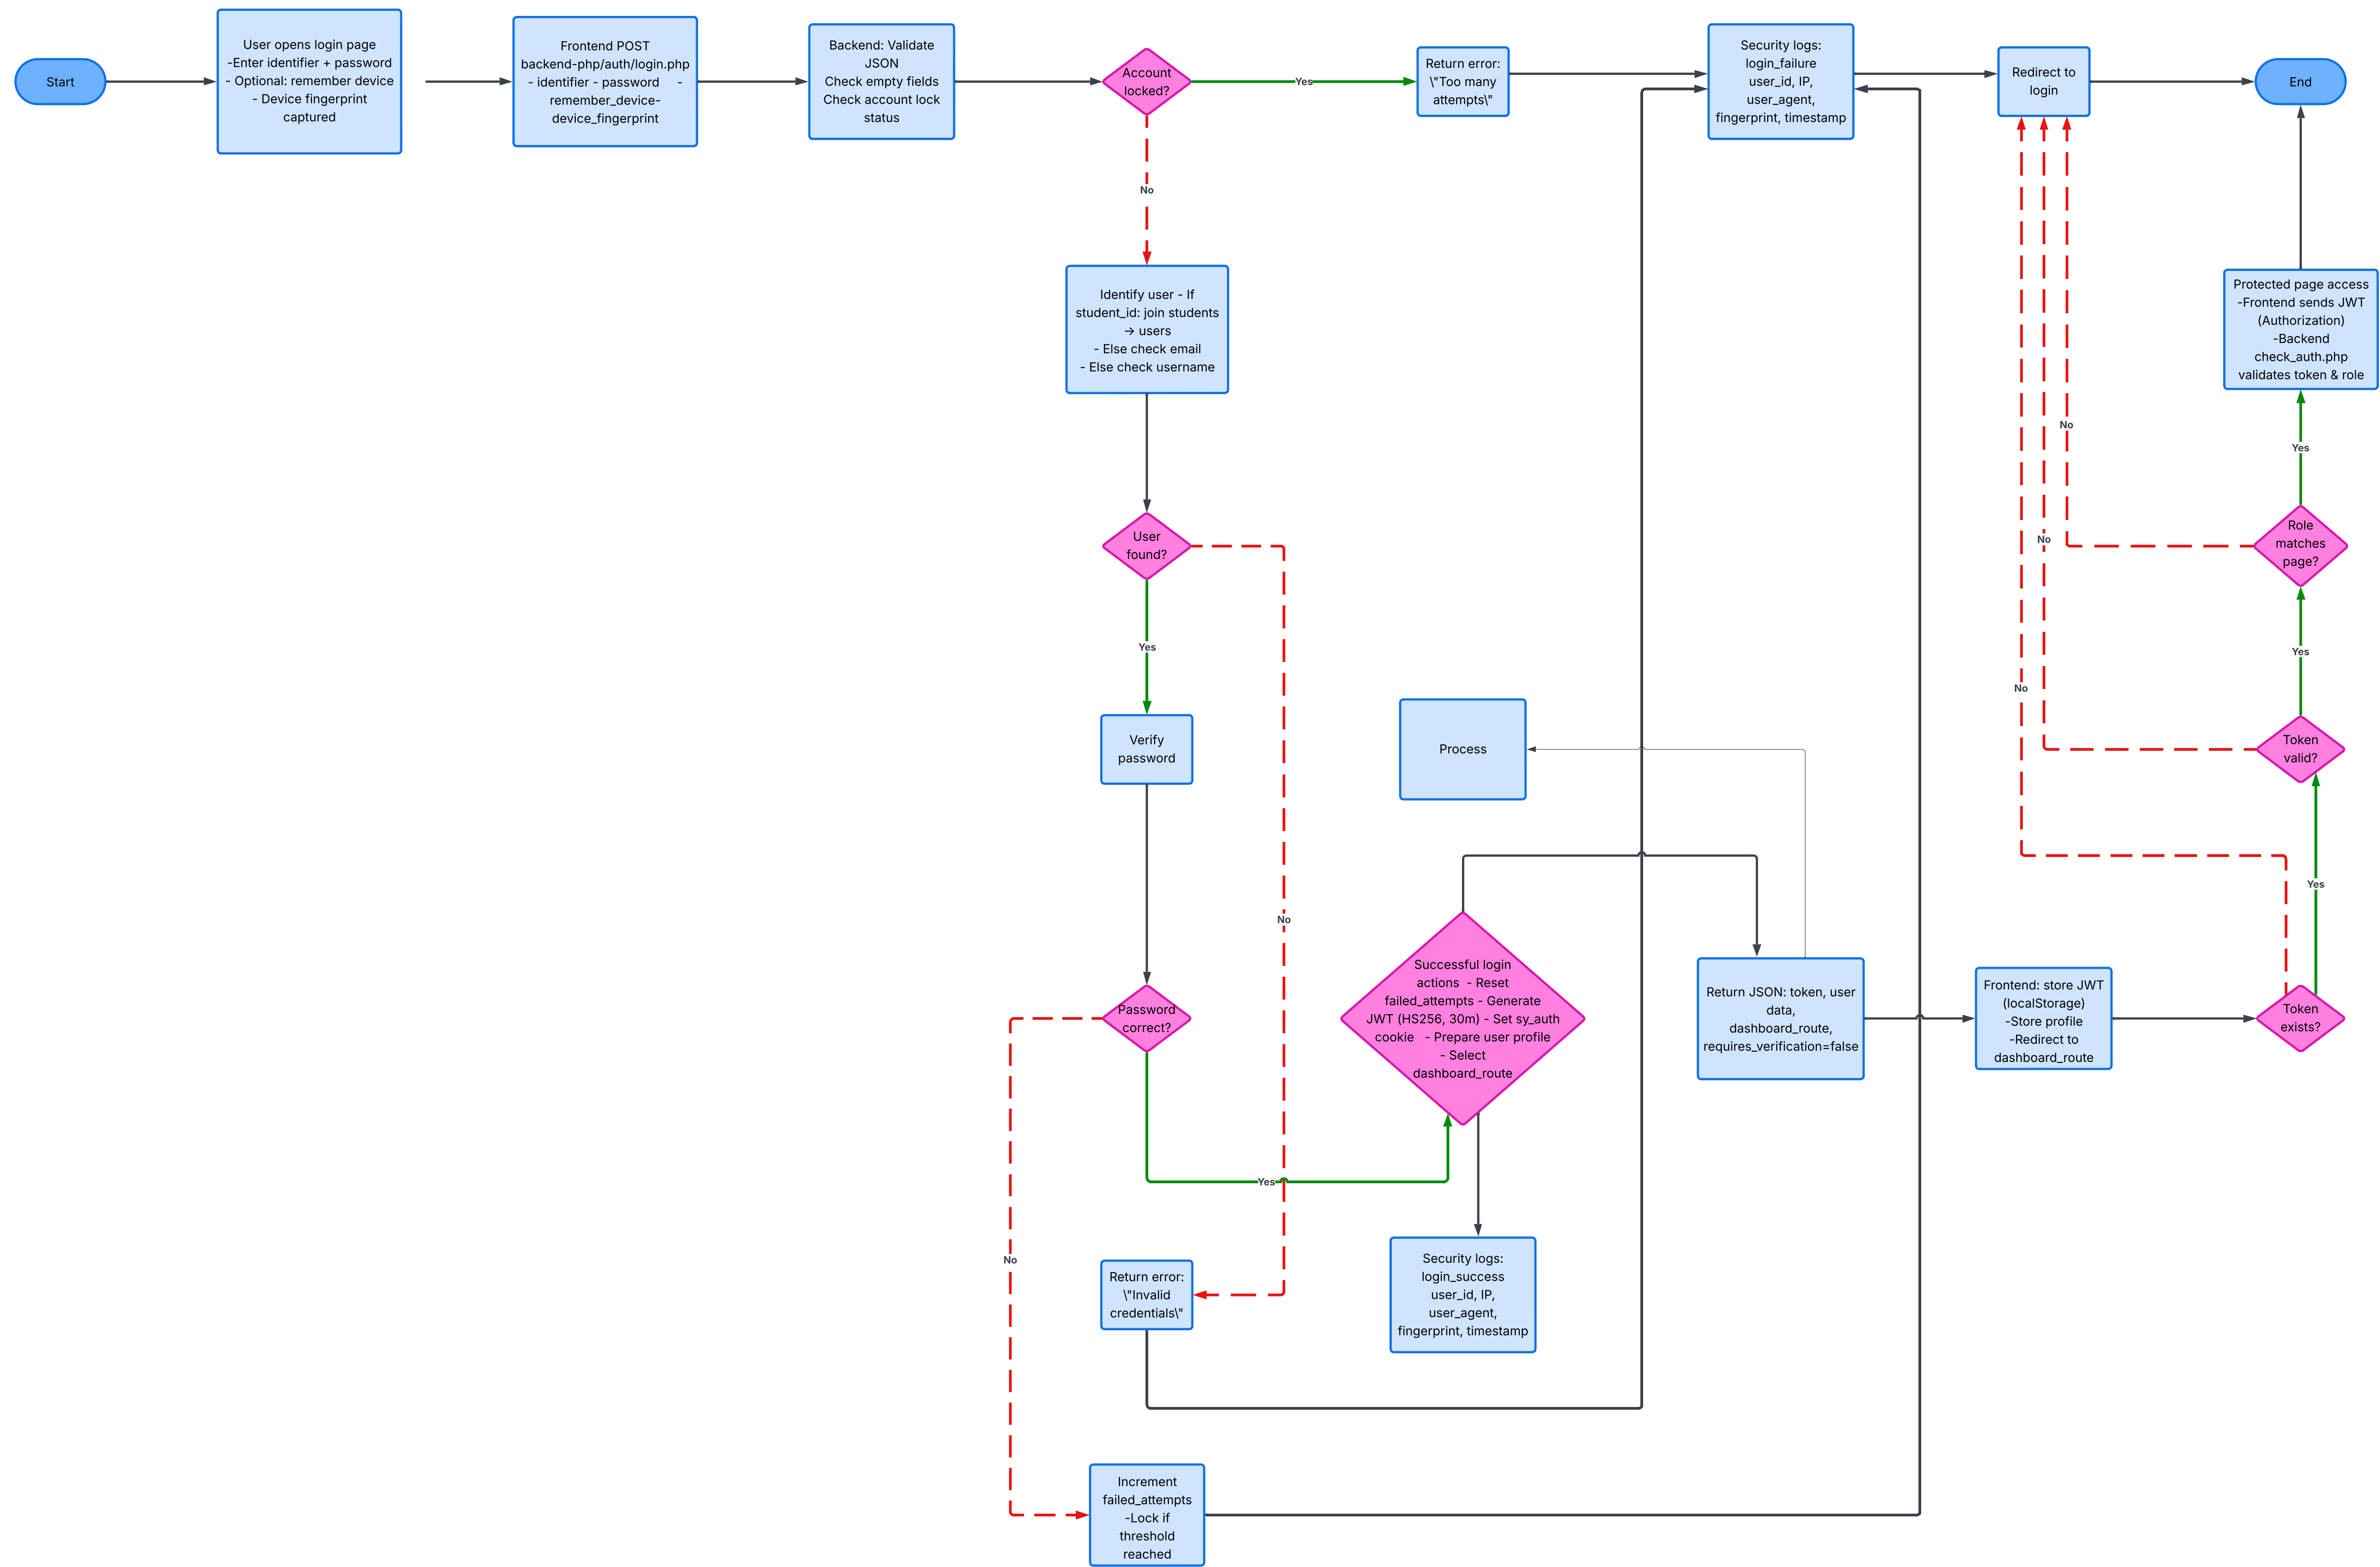 Start
User opens login page
-Enter identifier + password
- Optional: remember device
- Device fingerprint
captured
Frontend POST
backend-php/auth/login.php
- identifier - password     -
remember_device-
device_fingerprint
Backend: Validate
JSON
Check empty fields
Check account lock
status
Account
locked?
Yes
Return error:
\"Too many
attempts\"
Security logs:
login_failure
user_id, IP,
user_agent,
fingerprint, timestamp
Redirect to
login
End
No
Identify user - If
student_id: join students
→ users
- Else check email
- Else check username
Protected page access
-Frontend sends JWT
(Authorization)
-Backend
check_auth.php
validates token & role
No
Yes
User
found?
Role
matches
page?
No
Yes
Yes
No
Verify
password
Process
Token
valid?
Yes
No
Successful login
actions  - Reset
failed_attempts - Generate
JWT (HS256, 30m) - Set sy_auth
cookie   - Prepare user profile
- Select
dashboard_route
Return JSON: token, user
data,
dashboard_route,
requires_verification=false
Frontend: store JWT
(localStorage)
-Store profile
-Redirect to
dashboard_route
Token
exists?
Password
correct?
Yes
No
Return error:
\"Invalid
credentials\"
Security logs:
login_success
user_id, IP,
user_agent,
fingerprint, timestamp
Increment
failed_attempts
-Lock if
threshold
reached